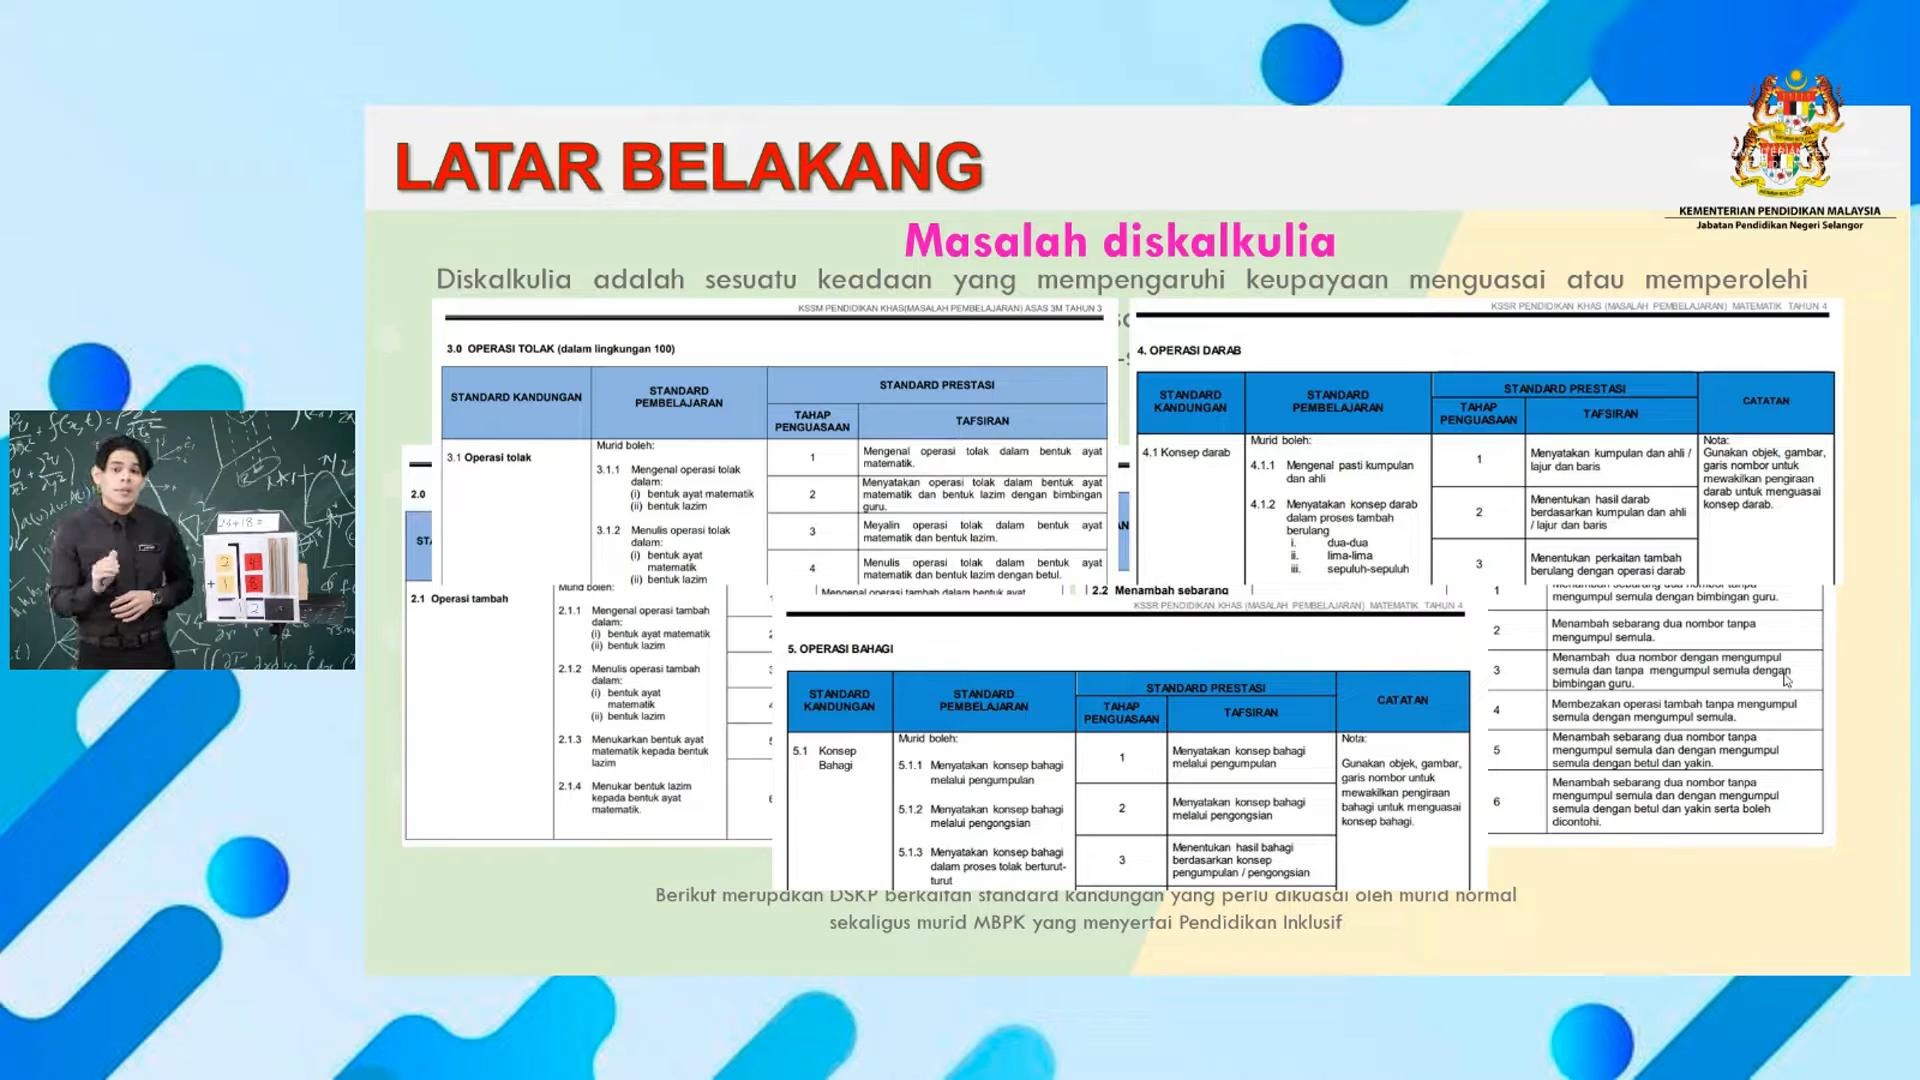 LATAR BELAKANG
KEMENTERIAN PENDIDIKAN MALAYSIA
Jabatan Pendidikan Negeri Selangor
Masalah diskalkulia
Diskalkulia adalah sesuatu keadaan yang mempengaruhi keupayaan menguasai atau memperolehi
KSSM PENDIDIKAN KHAS(MASALAH PEMBELAJARAN) ASAS 3M TAHUN 3
3.0 OPERASI TOLAK (dalam lingkungan 100)
STANDARD KANDUNGAN
STANDARD PEMBELAJARAN
STANDARD PRESTASI
TAHAP PENGUASAAN
TAFSIRAN
3.1 Operasi tolak
Murid boleh:
3.1.1 Mengenal operasi tolak
dalam:
(i) bentuk ayat matematik
(ii) bentuk lazim
3.1.2 Menulis operasi tolak
dalam:
(i) bentuk ayat
matematik
(ii) bentuk lazim
1
Mengenal operasi tolak dalam bentuk ayat
matematik.
2
Menyatakan operasi tolak dalam bentuk ayat
matematik dan bentuk lazim dengan bimbingan
guru.
3
Meyalin operasi tolak dalam bentuk ayat
matematik dan bentuk lazim.
4
Menulis operasi tolak dalam bentuk ayat
matematik dan bentuk lazim dengan betul.
KSSR PENDIDIKAN KHAS (MASALAH PEMBELAJARAN) MATEMATIK TAHUN 4
4. OPERASI DARAB
STANDARD KANDUNGAN
STANDARD PEMBELAJARAN
STANDARD PRESTASI
TAHAP PENGUASAAN
TAFSIRAN
CATATAN
4.1 Konsep darab
Murid boleh:
4.1.1 Mengenal pasti kumpulan
dan ahli
4.1.2 Menyatakan konsep darab
dalam proses tambah
berulang
i. dua-dua
ii. lima-lima
iii. sepuluh-sepuluh
1
Menyatakan kumpulan dan ahli /
lajur dan baris
2
Menentukan hasil darab
berdasarkan kumpulan dan ahli
/ lajur dan baris
3
Menentukan perkaitan tambah
berulang dengan operasi darab
Nota:
Gunakan objek, gambar,
garis nombor untuk
mewakilkan pengiraan
darab untuk menguasai
konsep darab.
2.0
2.1 Operasi tambah
Murid boleh:
2.1.1 Mengenal operasi tambah
dalam:
(i) bentuk ayat matematik
(ii) bentuk lazim
2.1.2 Menulis operasi tambah
dalam:
(i) bentuk ayat
matematik
(ii) bentuk lazim
2.1.3 Menukarkan bentuk ayat
matematik kepada bentuk
lazim
2.1.4 Menukar bentuk lazim
kepada bentuk ayat
matematik.
Mengenal operasi tambah dalam bentuk ayat
2.2 Menambah sebarang
1
Menambah sebarang dua nombor tanpa
mengumpul semula dengan bimbingan guru.
2
Menambah sebarang dua nombor tanpa
mengumpul semula.
3
Menambah dua nombor dengan mengumpul
semula dan tanpa mengumpul semula dengan
bimbingan guru.
4
Membezakan operasi tambah tanpa mengumpul
semula dengan mengumpul semula.
5
Menambah sebarang dua nombor tanpa
mengumpul semula dan dengan mengumpul
semula dengan betul dan yakin.
6
Menambah sebarang dua nombor tanpa
mengumpul semula dan dengan mengumpul
semula dengan betul dan yakin serta boleh
dicontohi.
KSSR PENDIDIKAN KHAS (MASALAH PEMBELAJARAN) MATEMATIK TAHUN 4
5. OPERASI BAHAGI
STANDARD KANDUNGAN
STANDARD PEMBELAJARAN
STANDARD PRESTASI
TAHAP PENGUASAAN
TAFSIRAN
CATATAN
5.1 Konsep
Bahagi
Murid boleh:
5.1.1 Menyatakan konsep bahagi
melalui pengumpulan
5.1.2 Menyatakan konsep bahagi
melalui pengongsian
5.1.3 Menyatakan konsep bahagi
dalam proses tolak berturut-
turut
1
Menyatakan konsep bahagi
melalui pengumpulan
2
Menyatakan konsep bahagi
melalui pengongsian
3
Menentukan hasil bahagi
berdasarkan konsep
pengumpulan / pengongsian
Nota:
Gunakan objek, gambar,
garis nombor untuk
mewakilkan pengiraan
bahagi untuk menguasai
konsep bahagi.
Berikut merupakan DSKP berkaitan standard kandungan yang perlu dikuasai oleh murid normal
sekaligus murid MBPK yang menyertai Pendidikan Inklusif
24+18=
2 4
+ 1 8
2